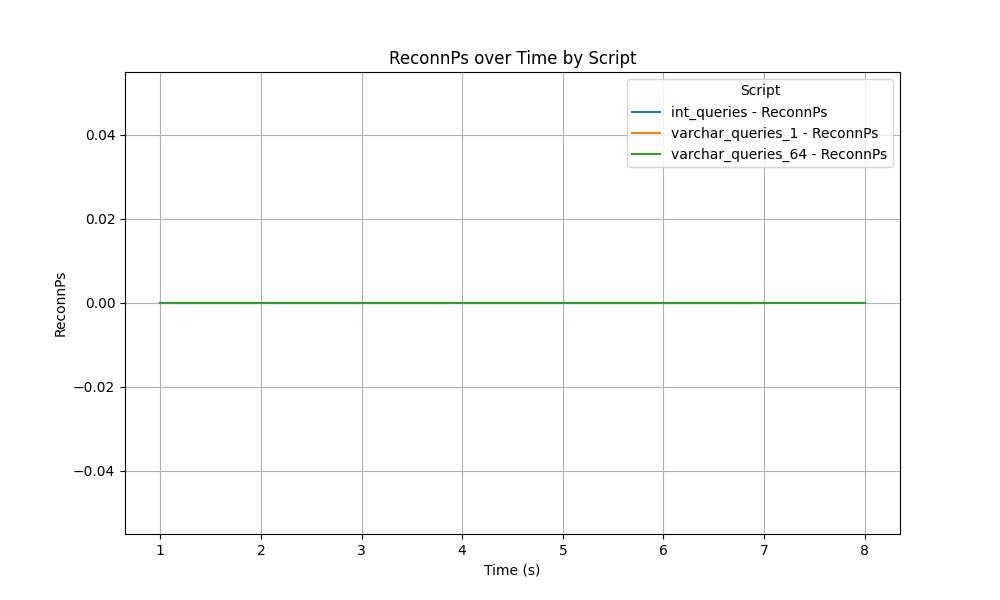 ReconnPs over Time by Script
Script
int_queries - ReconnPs
varchar_queries_1 - ReconnPs
varchar_queries_64 - ReconnPs
0.04
0.02
0.00
−0.02
−0.04
ReconnPs
1 2 3 4 5 6 7 8
Time (s)